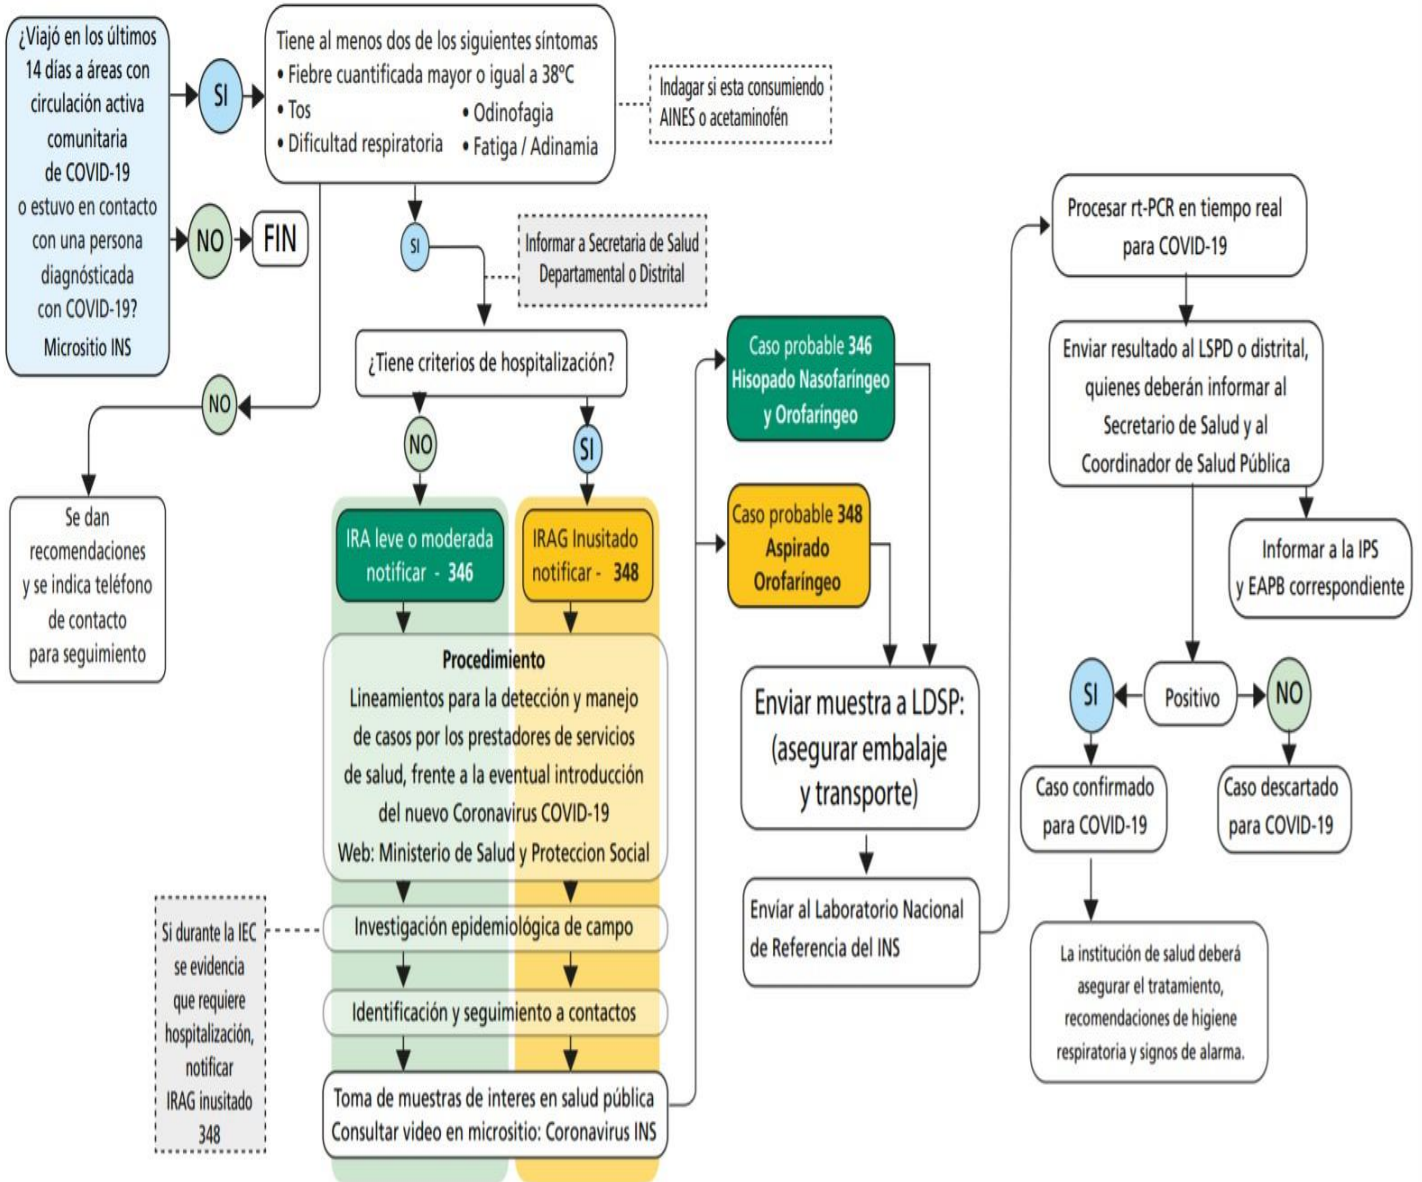 ¿Viajó en los últimos
14 días a áreas con
circulación activa
comunitaria
de COVID-19
o estuvo en contacto
con una persona
diagnósticada
con COVID-19?
Micrositio INS
SI
NO
FIN
Tiene al menos dos de los siguientes síntomas
• Fiebre cuantificada mayor o igual a 38ºC
• Tos
• Odinofagia
• Dificultad respiratoria
• Fatiga / Adinamia
Indagar si esta consumiendo
AINES o acetaminofén
SI
Informar a Secretaria de Salud
Departamental o Distrital
NO
Se dan
recomendaciones
y se indica teléfono
de contacto
para seguimiento
¿Tiene criterios de hospitalización?
NO
SI
IRA leve o moderada
notificar - 346
IRAG Inusitado
notificar - 348
Procedimiento
Lineamientos para la detección y manejo
de casos por los prestadores de servicios
de salud, frente a la eventual introducción
del nuevo Coronavirus COVID-19
Web: Ministerio de Salud y Proteccion Social
Investigación epidemiológica de campo
Si durante la IEC
se evidencia
que requiere
hospitalización,
notificar
IRAG inusitado
348
Identificación y seguimiento a contactos
Toma de muestras de interes en salud pública
Consultar video en micrositio: Coronavirus INS
Caso probable 346
Hisopado Nasofaríngeo
y Orofaríngeo
Caso probable 348
Aspirado
Orofaríngeo
Enviar muestra a LDSP:
(asegurar embalaje
y transporte)
Envíar al Laboratorio Nacional
de Referencia del INS
Procesar rt-PCR en tiempo real
para COVID-19
Enviar resultado al LSPD o distrital,
quienes deberán informar al
Secretario de Salud y al
Coordinador de Salud Pública
Informar a la IPS
y EAPB correspondiente
SI
Positivo
NO
Caso confirmado
para COVID-19
Caso descartado
para COVID-19
La institución de salud deberá
asegurar el tratamiento,
recomendaciones de higiene
respiratoria y signos de alarma.